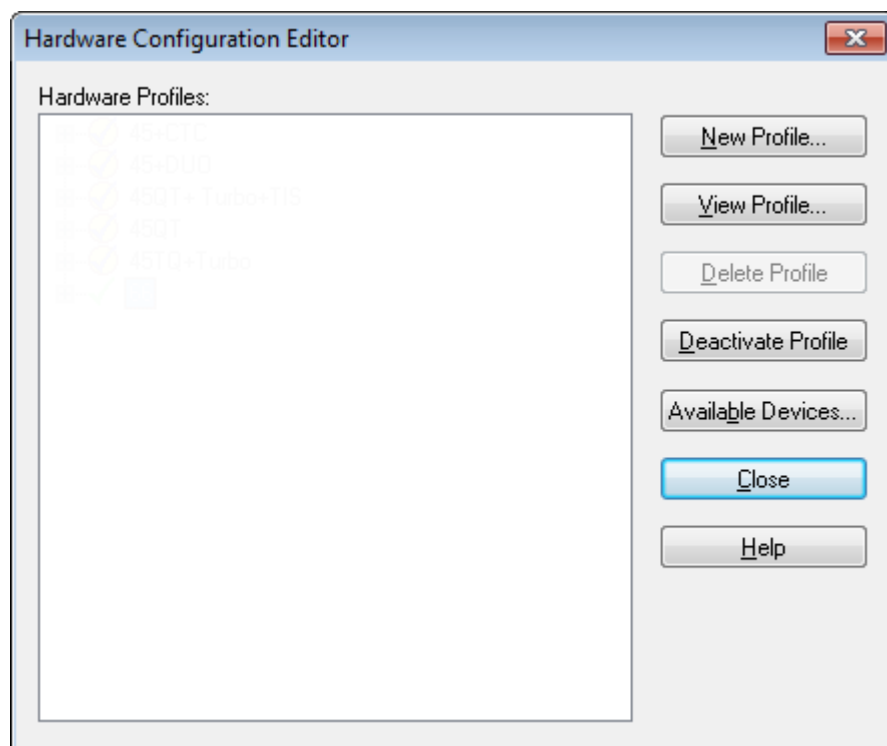 Hardware Configuration Editor
Hardware Profiles:
45+CTC
45+DUO
45QT+ Turbo+TIS
45QT
45TQ+Turbo
New Profile...
View Profile...
Delete Profile
Deactivate Profile
Available Devices...
Close
Help